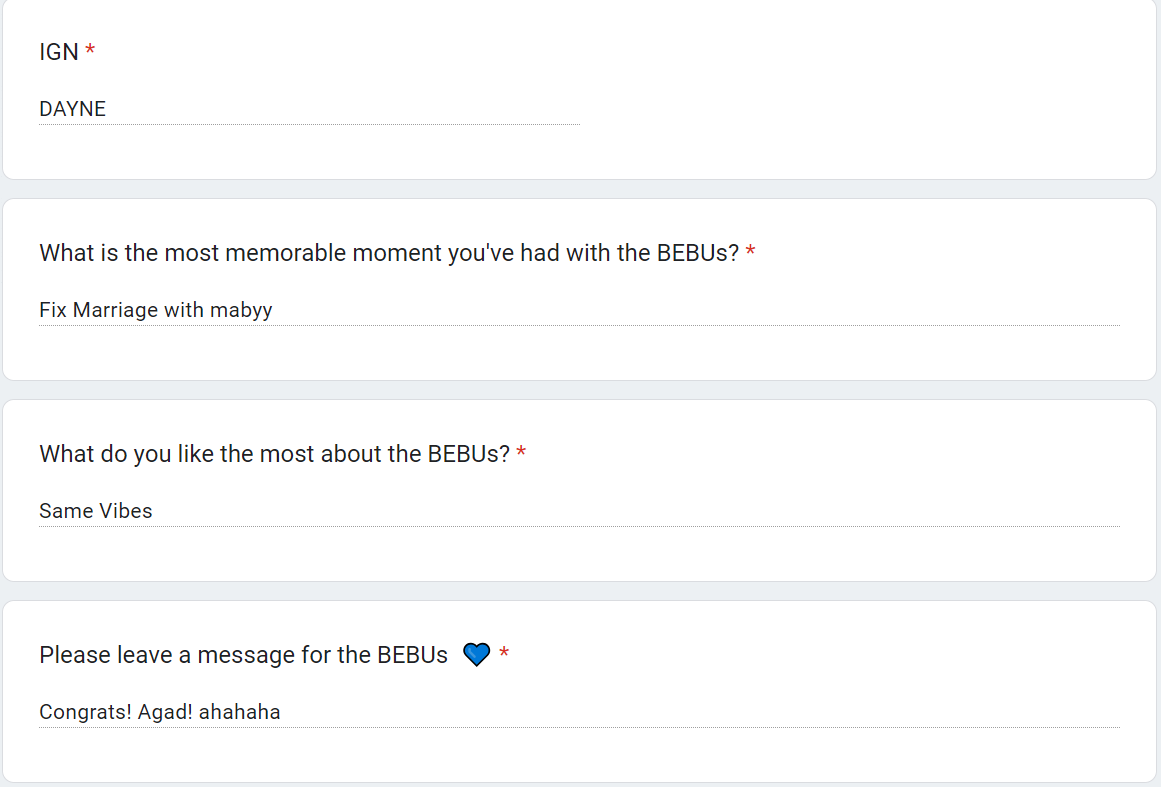 IGN *
DAYNE
What is the most memorable moment you've had with the BEBUs? *
Fix Marriage with mabyy
What do you like the most about the BEBUs? *
Same Vibes
Please leave a message for the BEBUs 💙 *
Congrats! Agad! ahahaha